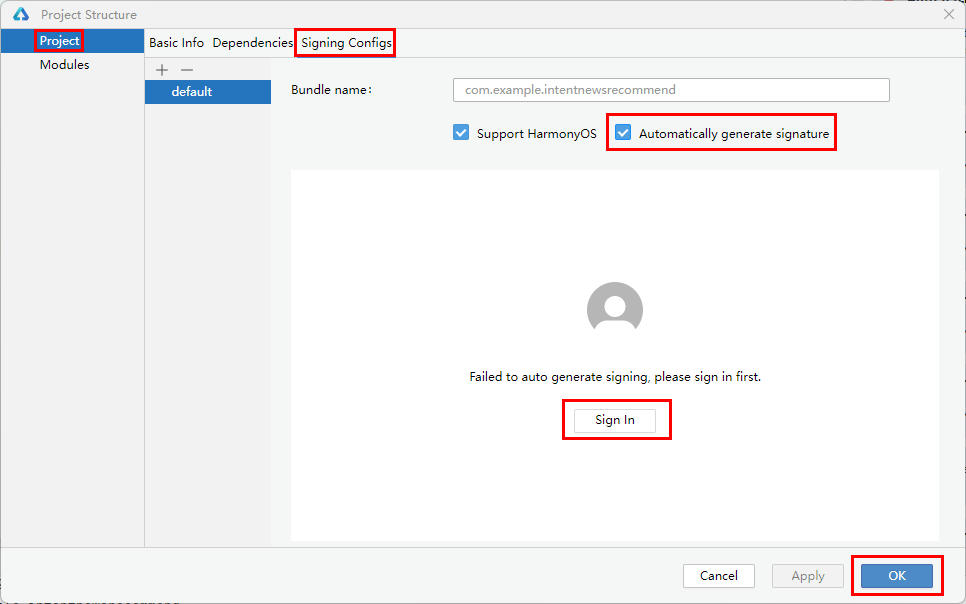 Project Structure
Project
Modules
Basic Info Dependencies Signing Configs
default
Bundle name:
com.example.intentnewsrecommend
Support HarmonyOS
Automatically generate signature
Failed to auto generate signing, please sign in first.
Sign In
Cancel
Apply
OK